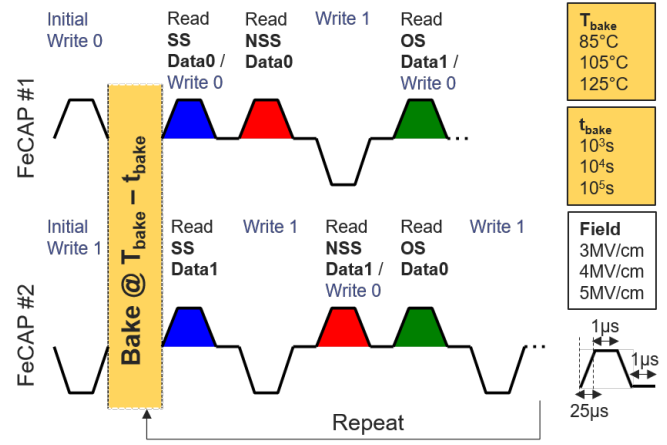 Initial
Write 0
Read
SS
Data0 /
Write 0
Read
NSS
Data0
Write 1
Read
OS
Data1 /
Write 0
FeCAP #1
Bake @ Tbake – tbake
Tbake
85°C
105°C
125°C
tbake
10³s
10⁴s
10⁵s
Initial
Write 1
Read
SS
Data1
Write 1
Read
NSS
Data1 /
Write 0
Read
OS
Data0
Write 1
FeCAP #2
Field
3MV/cm
4MV/cm
5MV/cm
1µs
1µs
25µs
Repeat